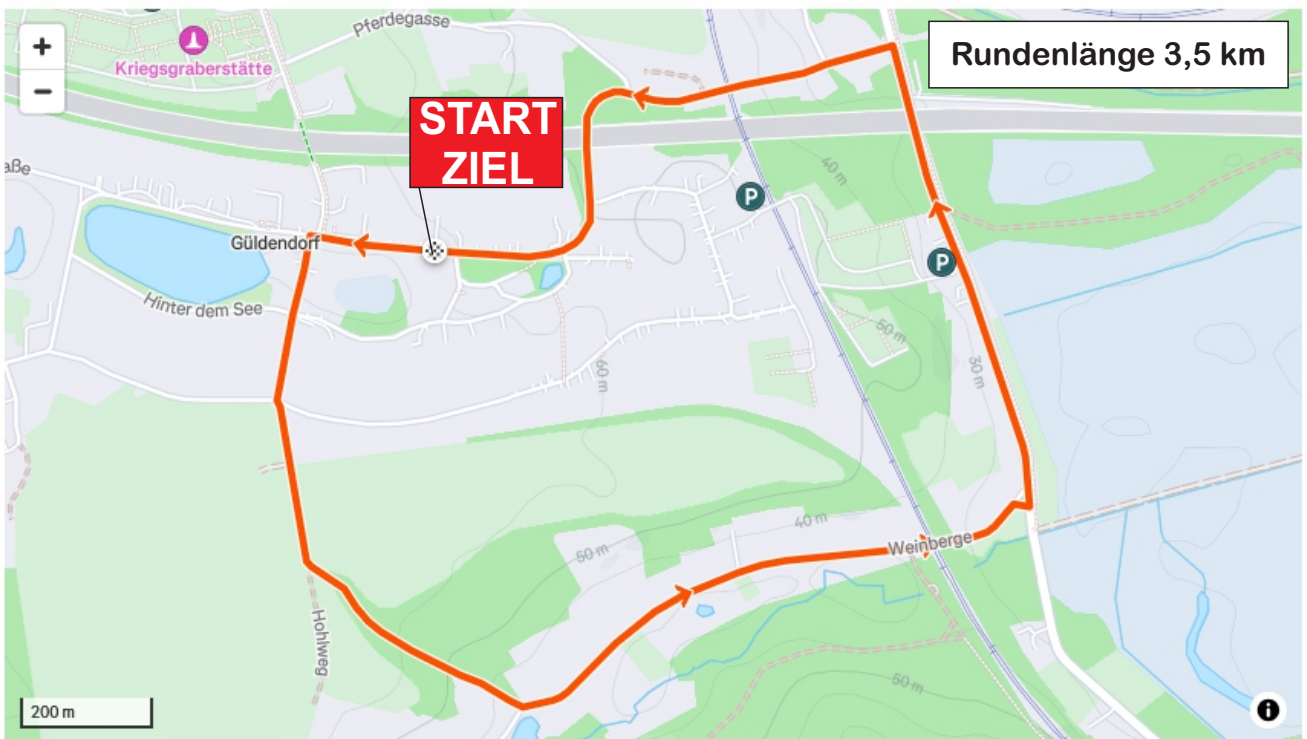 Pferdegasse
Kriegsgraberstätte
Rundenlänge 3,5 km
START
ZIEL
aße
40 m
P
Güldendorf
P
Hinter dem See
50 m
30 m
60 m
40 m
50 m
Weinberge
Hohlweg
50 m
200 m